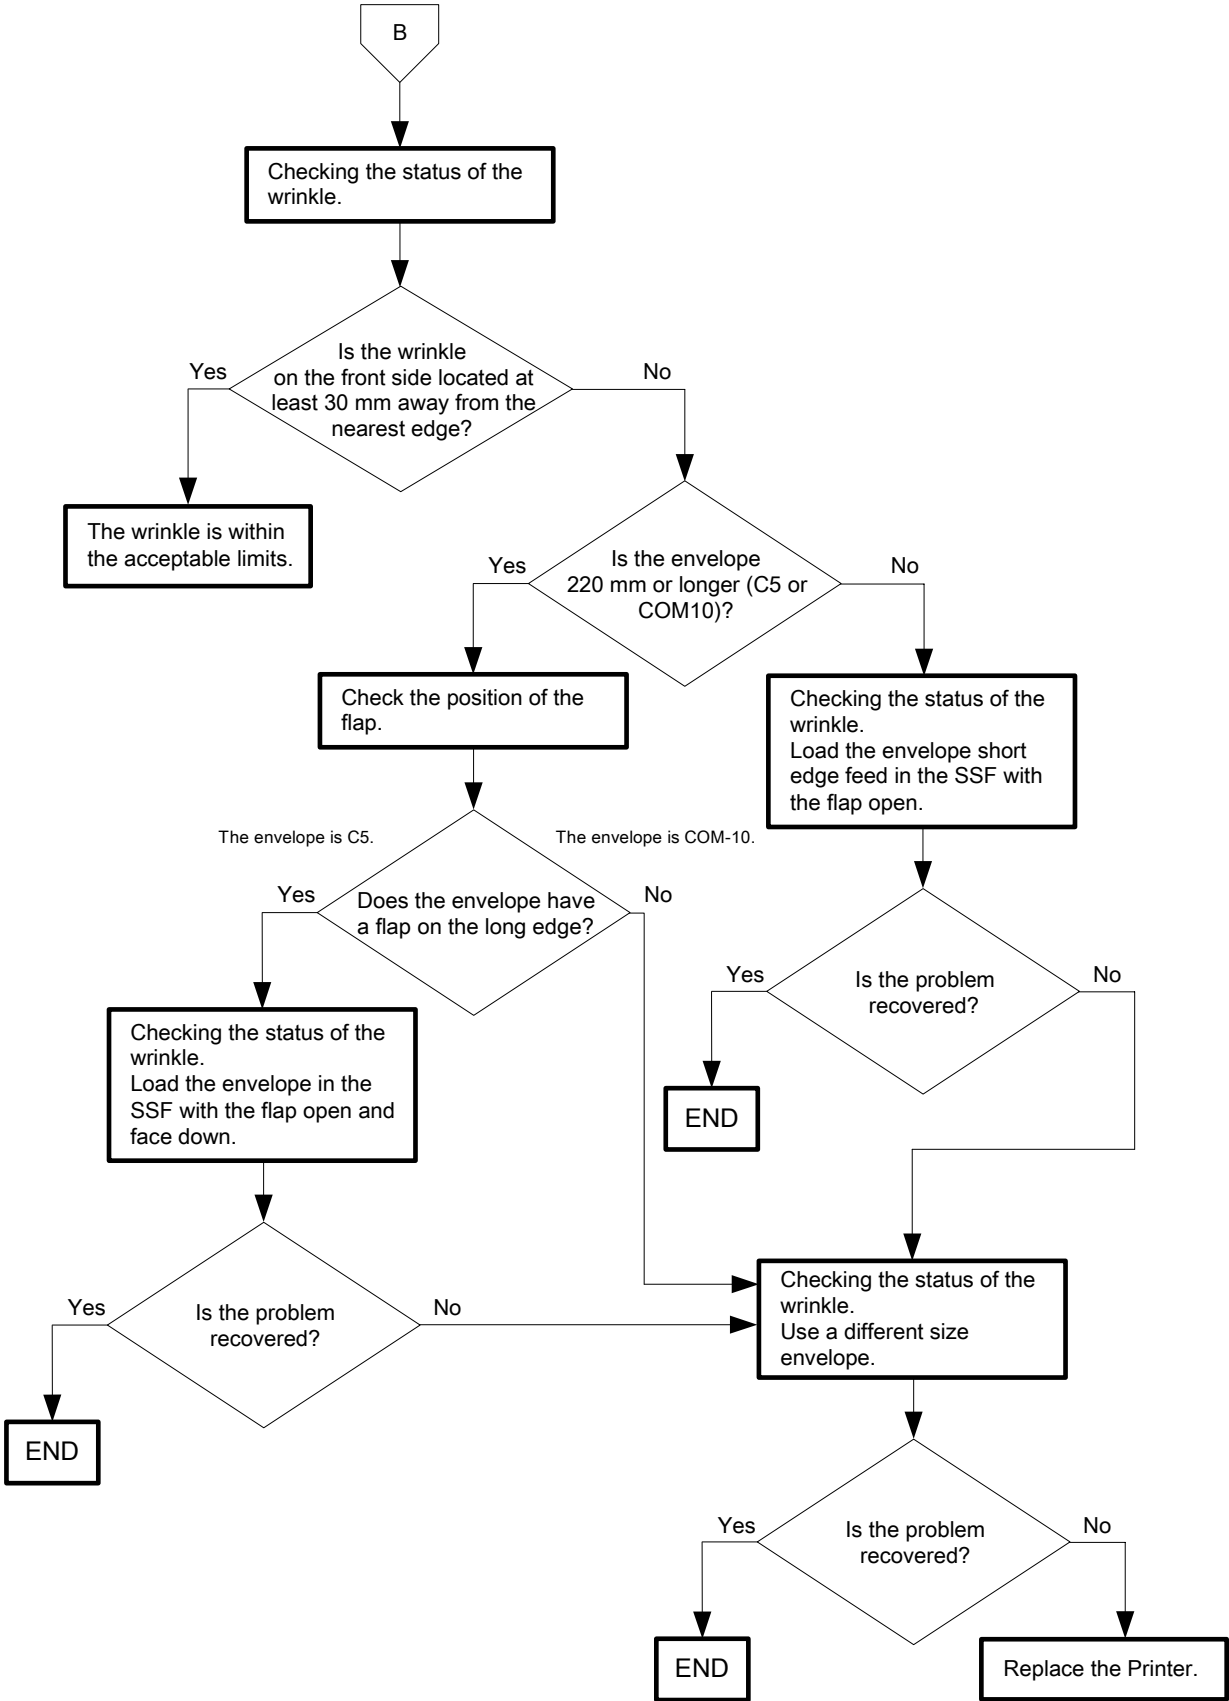 B
Checking the status of the
wrinkle.
Is the wrinkle
on the front side located at
least 30 mm away from the
nearest edge?
Yes
No
The wrinkle is within
the acceptable limits.
Is the envelope
220 mm or longer (C5 or
COM10)?
Yes
No
Check the position of the
flap.
Checking the status of the
wrinkle.
Load the envelope short
edge feed in the SSF with
the flap open.
The envelope is C5.
The envelope is COM-10.
Does the envelope have
a flap on the long edge?
Yes
No
Is the problem
recovered?
Yes
No
END
Checking the status of the
wrinkle.
Load the envelope in the
SSF with the flap open and
face down.
Is the problem
recovered?
Yes
No
END
Checking the status of the
wrinkle.
Use a different size
envelope.
Is the problem
recovered?
Yes
No
END
Replace the Printer.